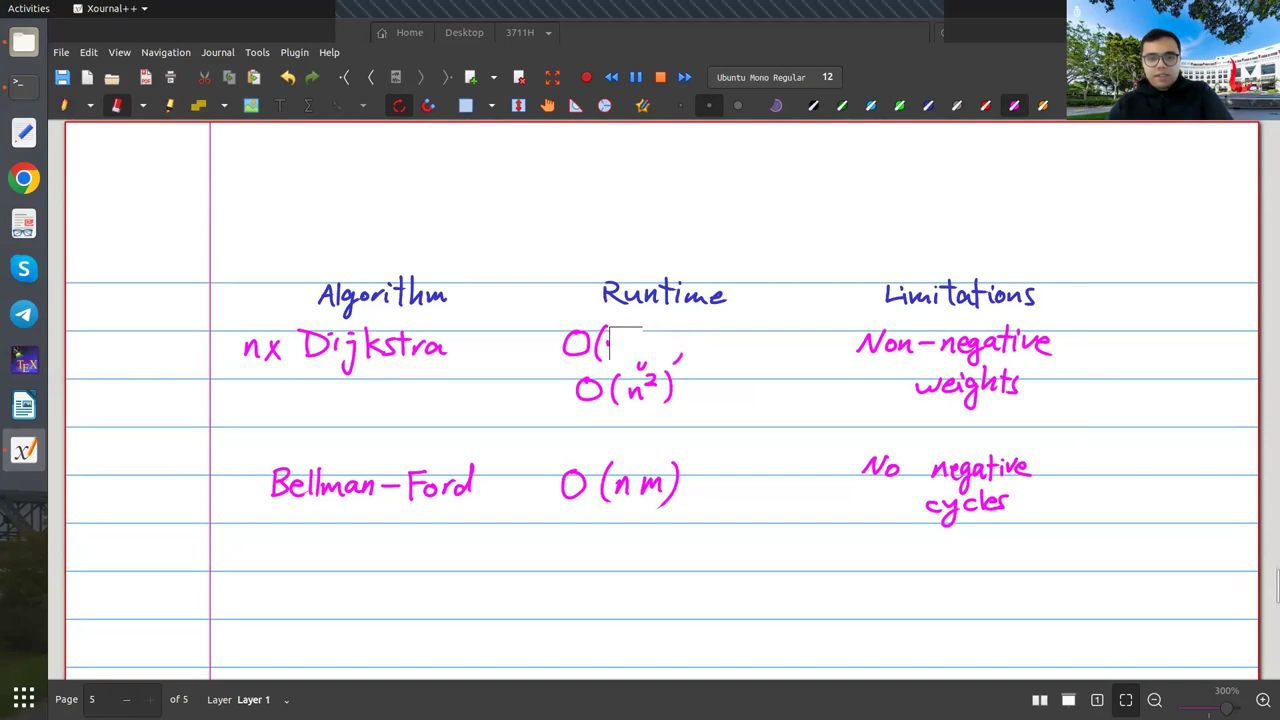 Activities Xournal++
Home Desktop 3711H
File Edit View Navigation Journal Tools Plugin Help
Ubuntu Mono Regular 12
Algorithm Runtime Limitations
nx Dijkstra O( Non-negative
O(n²) weights
Bellman-Ford O(nm) No negative
cycles
Page 5 of 5 Layer Layer 1 300%